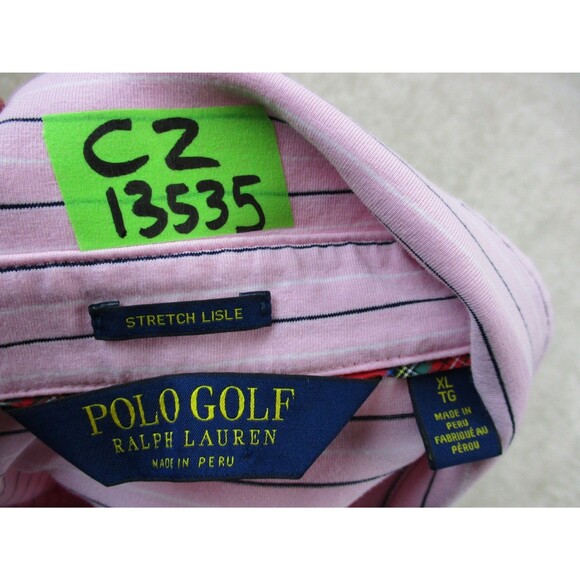 CZ
13535
STRETCH LISLE
POLO GOLF
RALPH LAUREN
MADE IN PERU
XL
TG
MADE IN
PERU
FABRIQUÉ AU
PÉROU